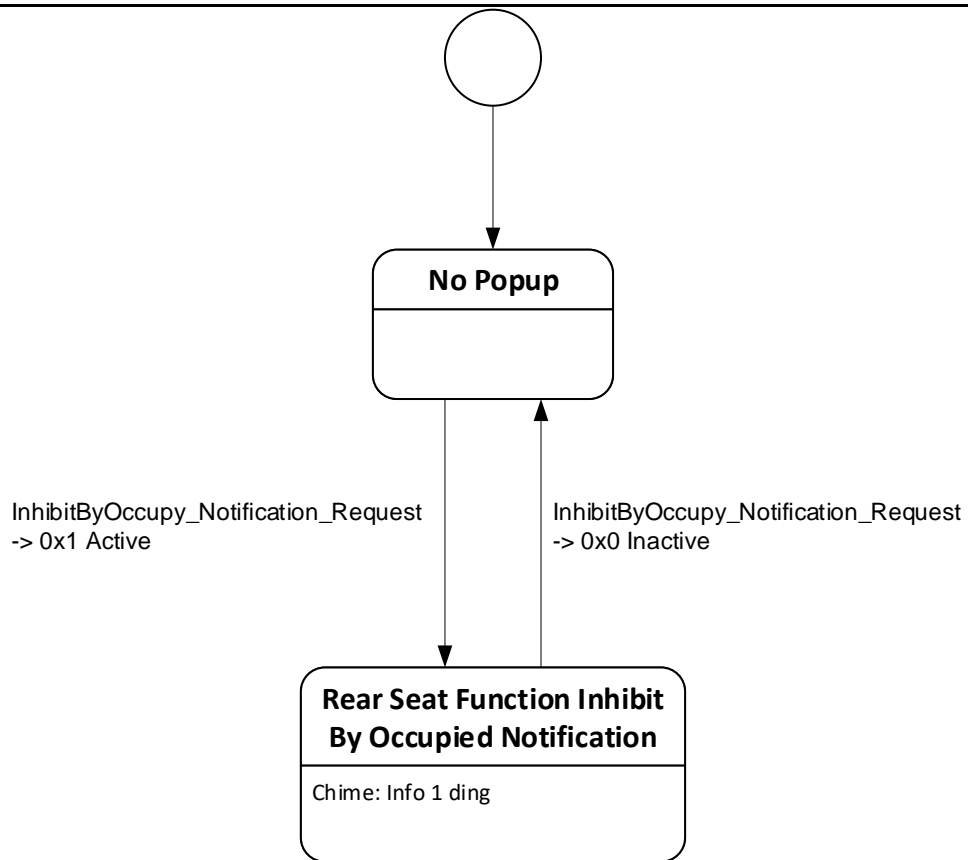 No Popup
InhibitByOccupy_Notification_Request
-> 0x1 Active
InhibitByOccupy_Notification_Request
-> 0x0 Inactive
Rear Seat Function Inhibit
By Occupied Notification
Chime: Info 1 ding